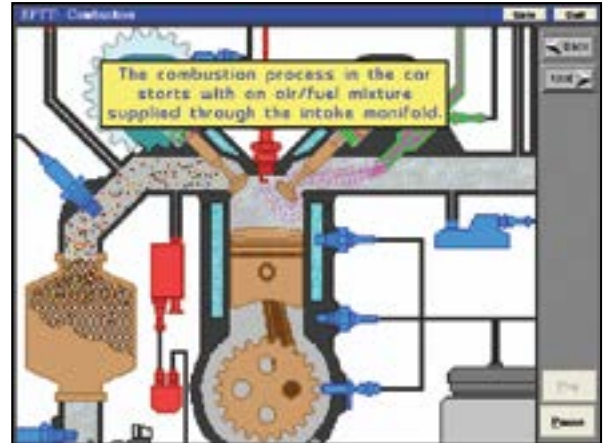 Combustion
Quit
Back
The combustion process in the car
starts with an air/fuel mixture
supplied through the intake manifold.
Pause